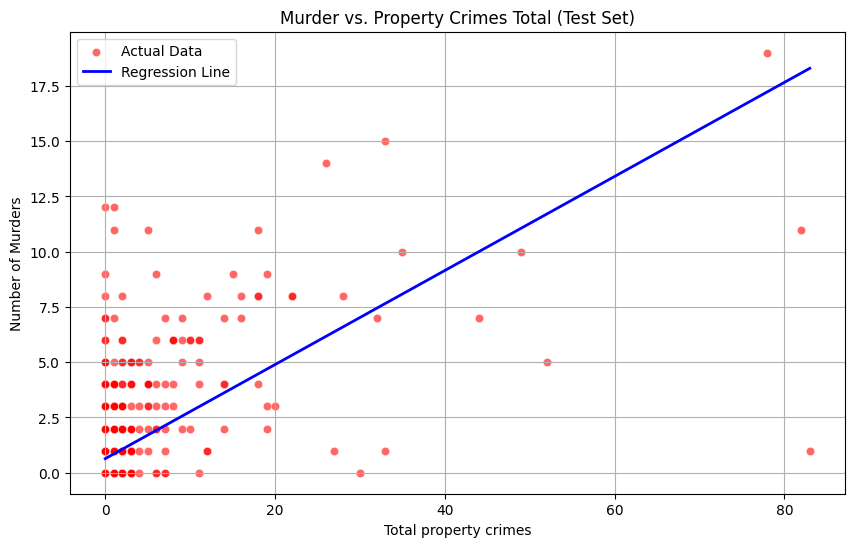 Murder vs. Property Crimes Total (Test Set)
Actual Data
Regression Line
Number of Murders
17.5
15.0
12.5
10.0
7.5
5.0
2.5
0.0
0 20 40 60 80
Total property crimes